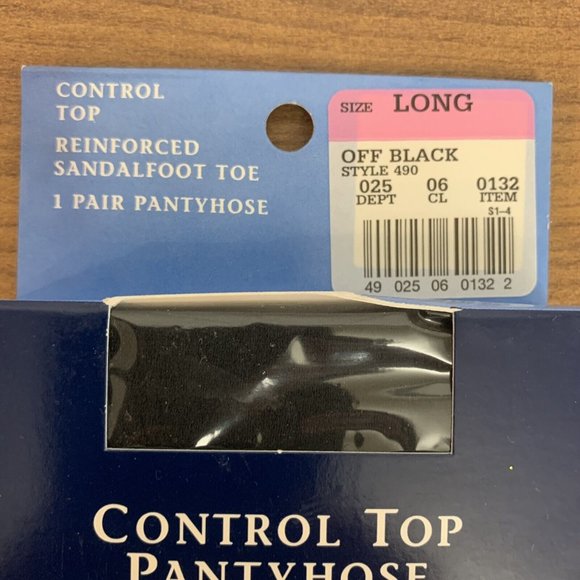 CONTROL
TOP
REINFORCED
SANDALFOOT TOE
1 PAIR PANTYHOSE
SIZE LONG
OFF BLACK
STYLE 490
025 06 0132
DEPT CL ITEM
S1-4
49 025 06 0132 2
CONTROL TOP
PANTYHOSE